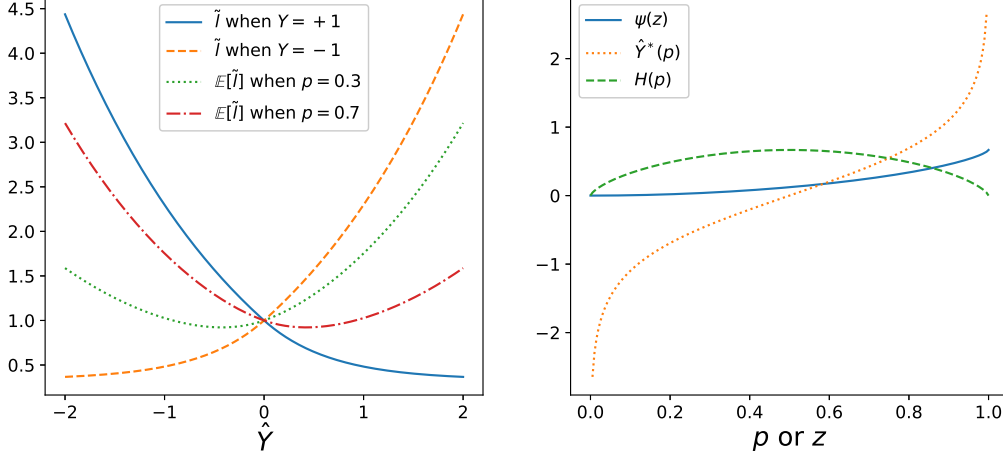 4.5
4.0
3.5
3.0
2.5
2.0
1.5
1.0
0.5
−2
−1
0
1
2
Ŷ
l̃ when Y = +1
l̃ when Y = −1
𝔼[l̃] when p = 0.3
𝔼[l̃] when p = 0.7
2
1
0
−1
−2
0.0
0.2
0.4
0.6
0.8
1.0
p or z
ψ(z)
Ŷ*(p)
H(p)